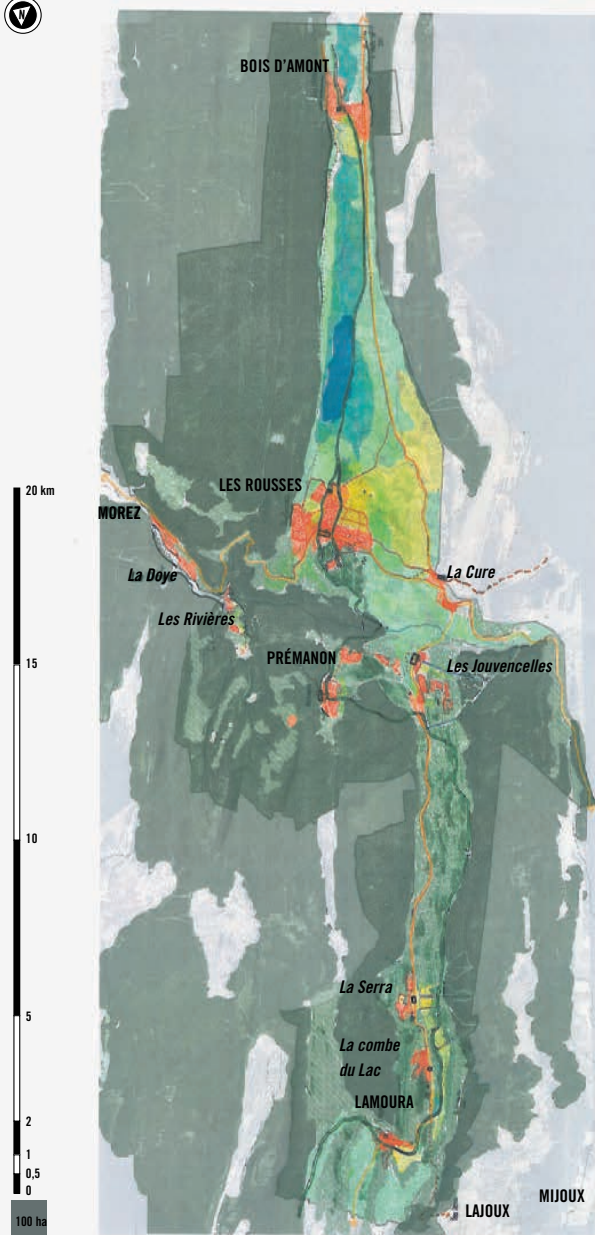 N
BOIS D'AMONT
20 km
LES ROUSSES
MOREZ
La Doye
La Cure
Les Rivières
15
PRÉMANON
Les Jouvencelles
10
La Serra
5
La combe
du Lac
LAMOURA
2
1
0,5
0
MIJOUX
LAJOUX
100 ha